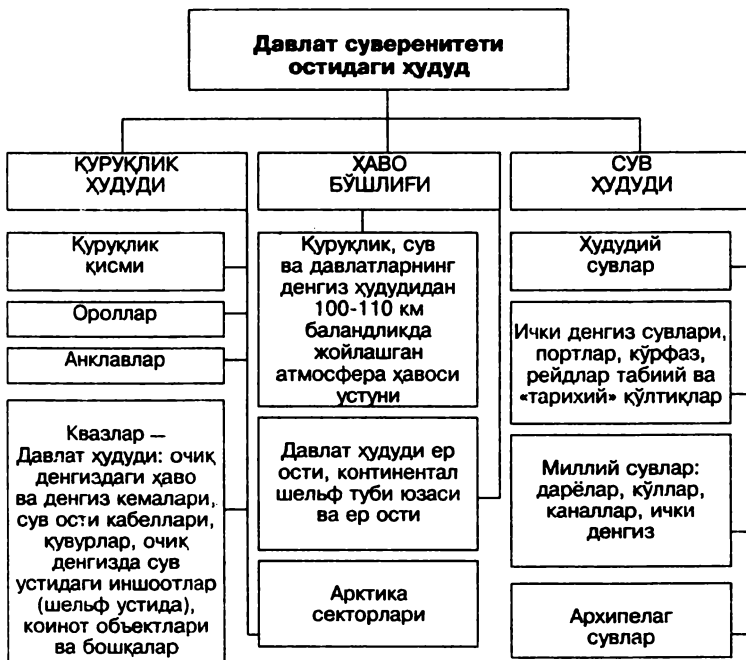 Давлат суверенитети
остидаги ҳудуд
ҚУРУҚЛИК
ҲУДУДИ
Қуруқлик
қисми
Ороллар
Анклавлар
Квазлар —
Давлат ҳудуди: очиқ
денгиздаги ҳаво
ва денгиз кемалари,
сув ости кабеллари,
қувурлар, очиқ
денгизда сув
устидаги иншоотлар
(шельф устида),
коинот объектлари
ва бошқалар
ҲАВО
БЎШЛИҒИ
Қуруқлик, сув
ва давлатларнинг
денгиз ҳудудидан
100-110 км
баландликда
жойлашган
атмосфера ҳавоси
устуни
Давлат ҳудуди ер
ости, континентал
шельф туби юзаси
ва ер ости
Арктика
секторлари
СУВ
ҲУДУДИ
Ҳудудий
сувлар
Ички денгиз сувлари,
портлар, кўрфаз,
рейдлар табиий ва
«тарихий» қўлтиқлар
Миллий сувлар:
дарёлар, кўллар,
каналлар, ички
денгиз
Архипелаг
сувлар